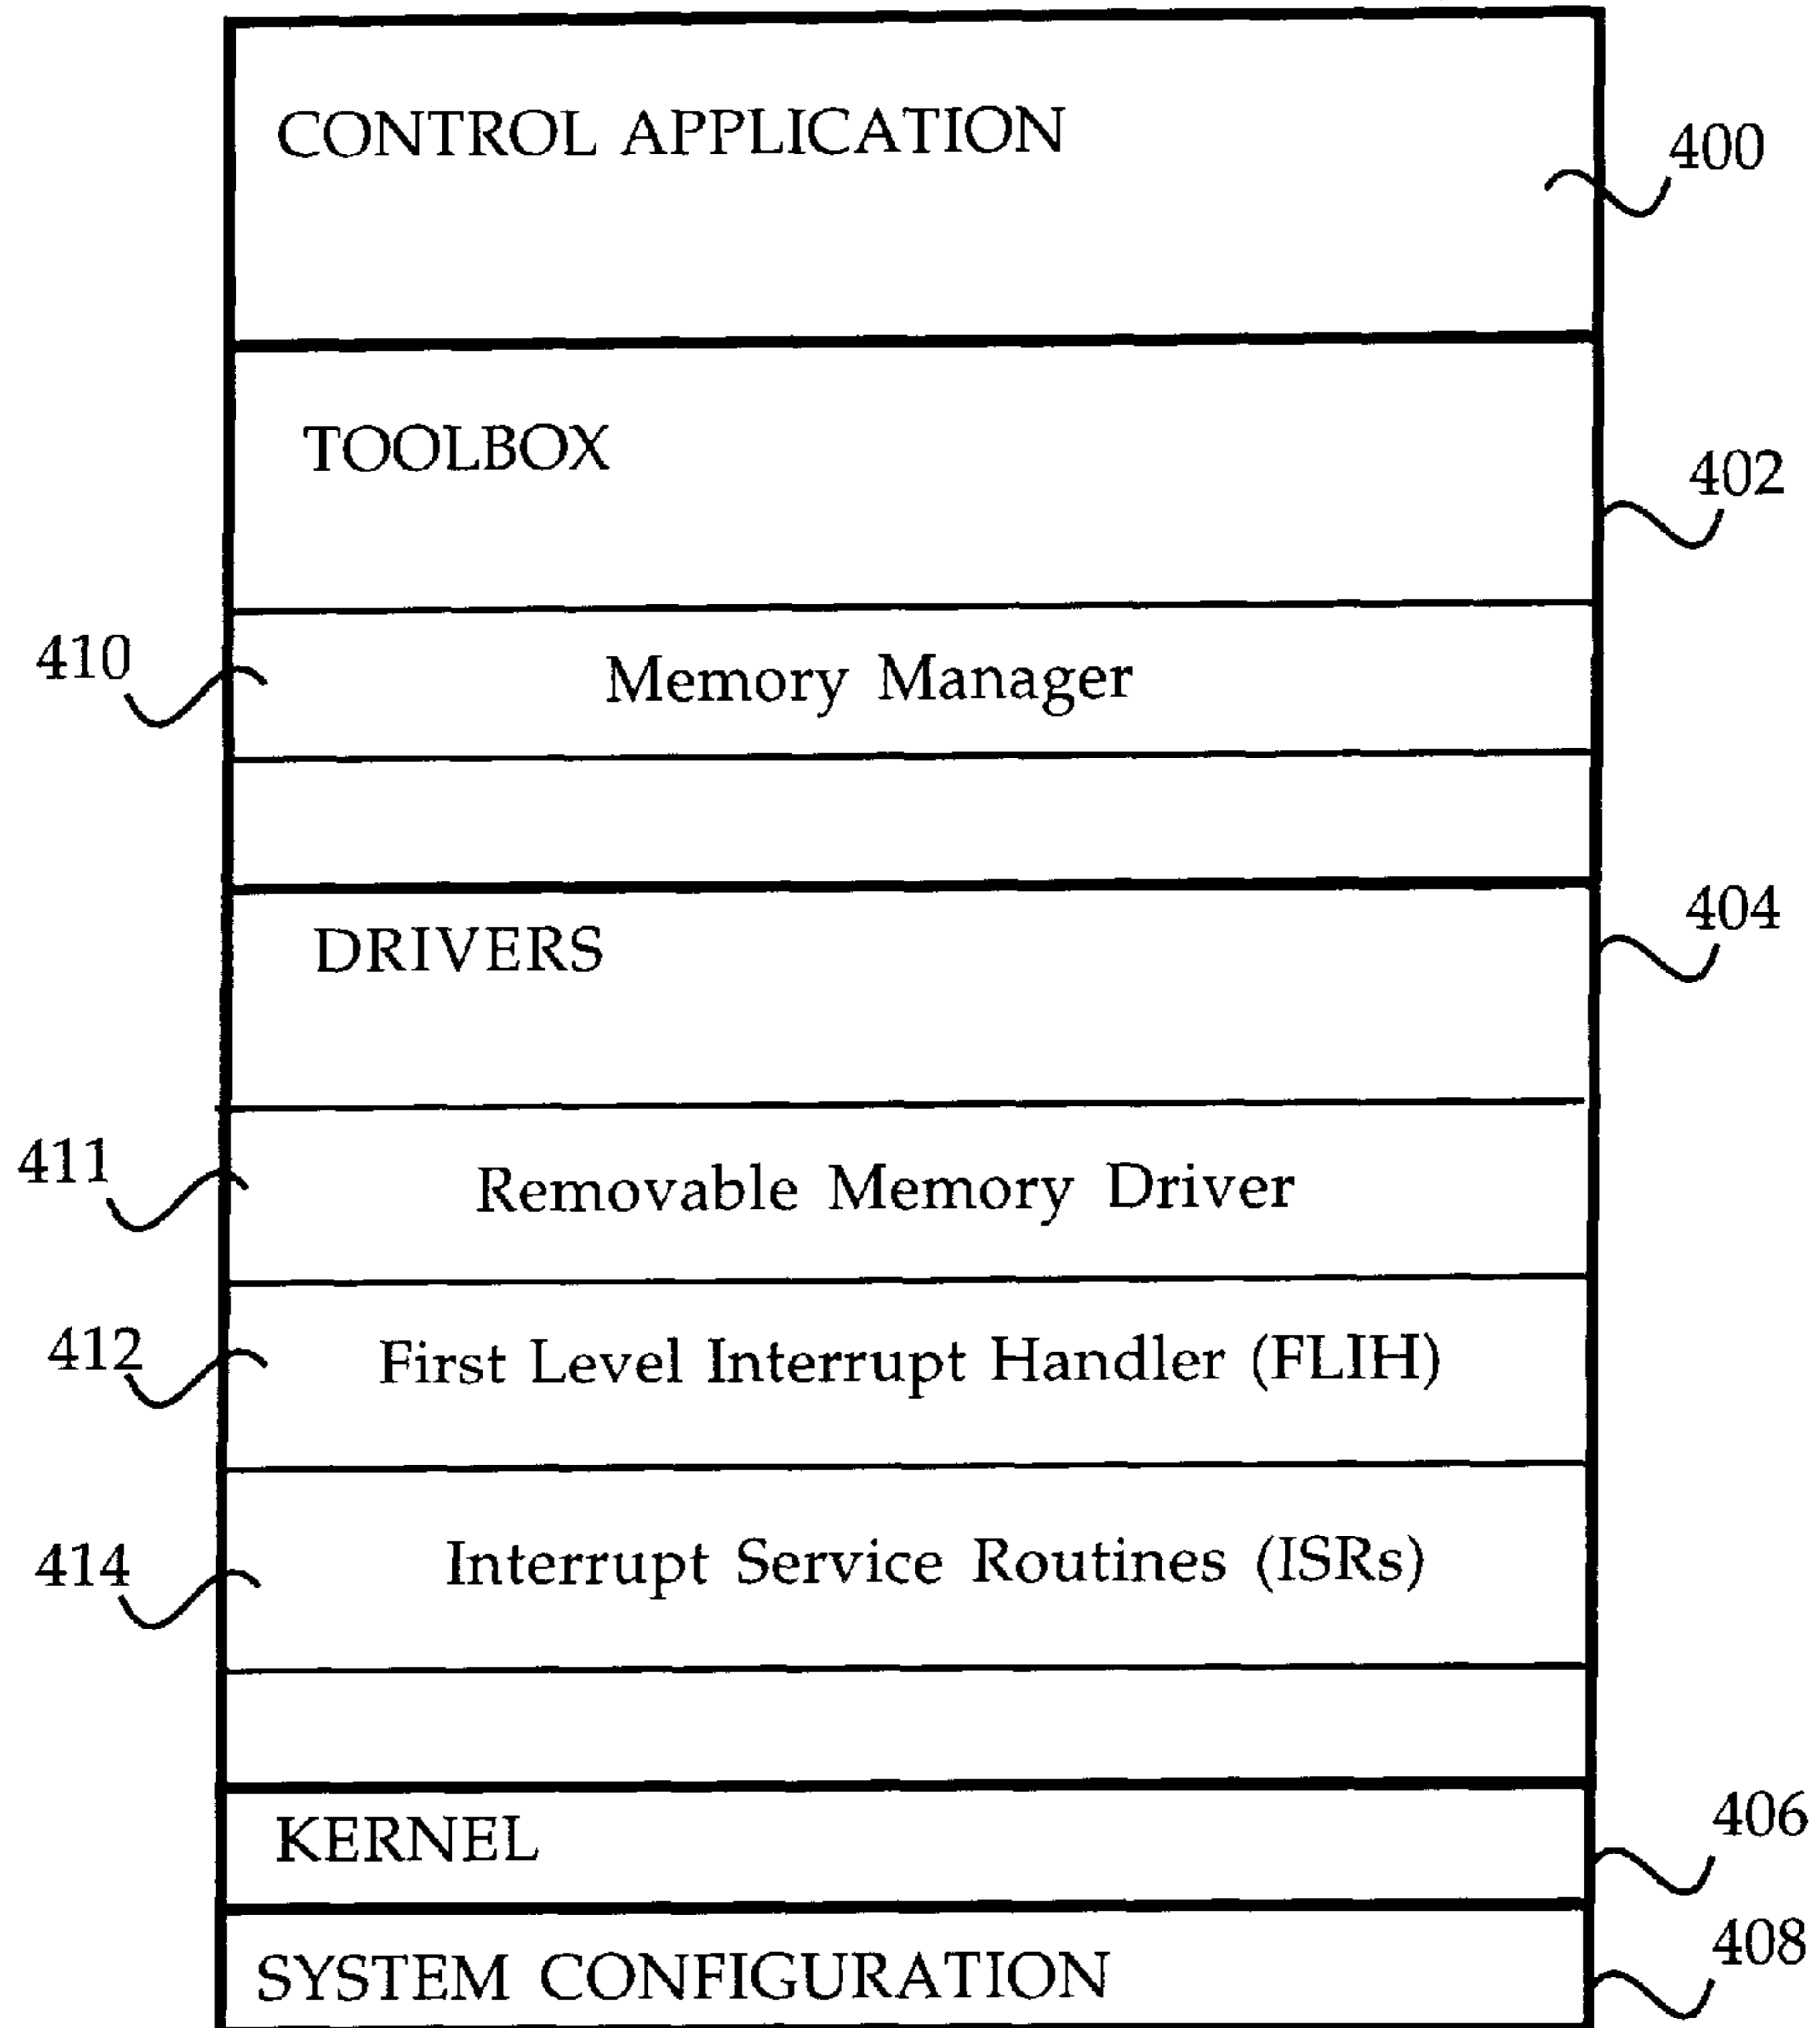 CONTROL APPLICATION
400
TOOLBOX
402
410
Memory Manager
404
DRIVERS
411
Removable Memory Driver
412
First Level Interrupt Handler (FLIH)
414
Interrupt Service Routines (ISRs)
406
KERNEL
408
SYSTEM CONFIGURATION